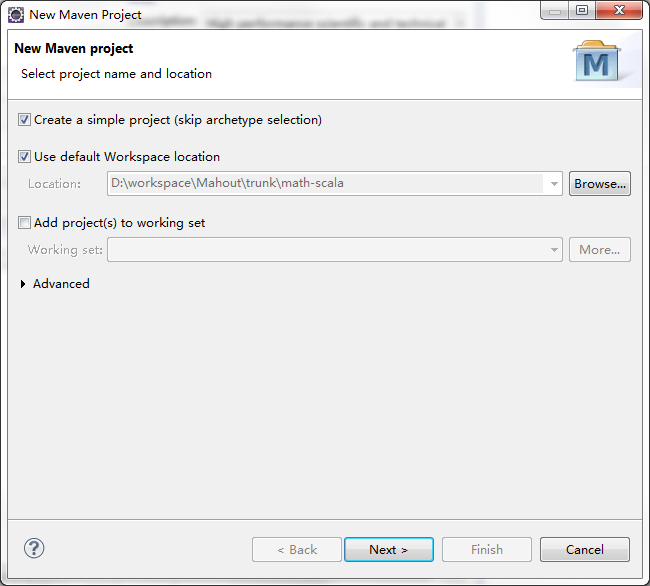 New Maven Project
New Maven project
Select project name and location
M
Create a simple project (skip archetype selection)
Use default Workspace location
Location:
D:\workspace\Mahout\trunk\math-scala
Browse...
Add project(s) to working set
Working set:
More...
Advanced
?
< Back
Next >
Finish
Cancel